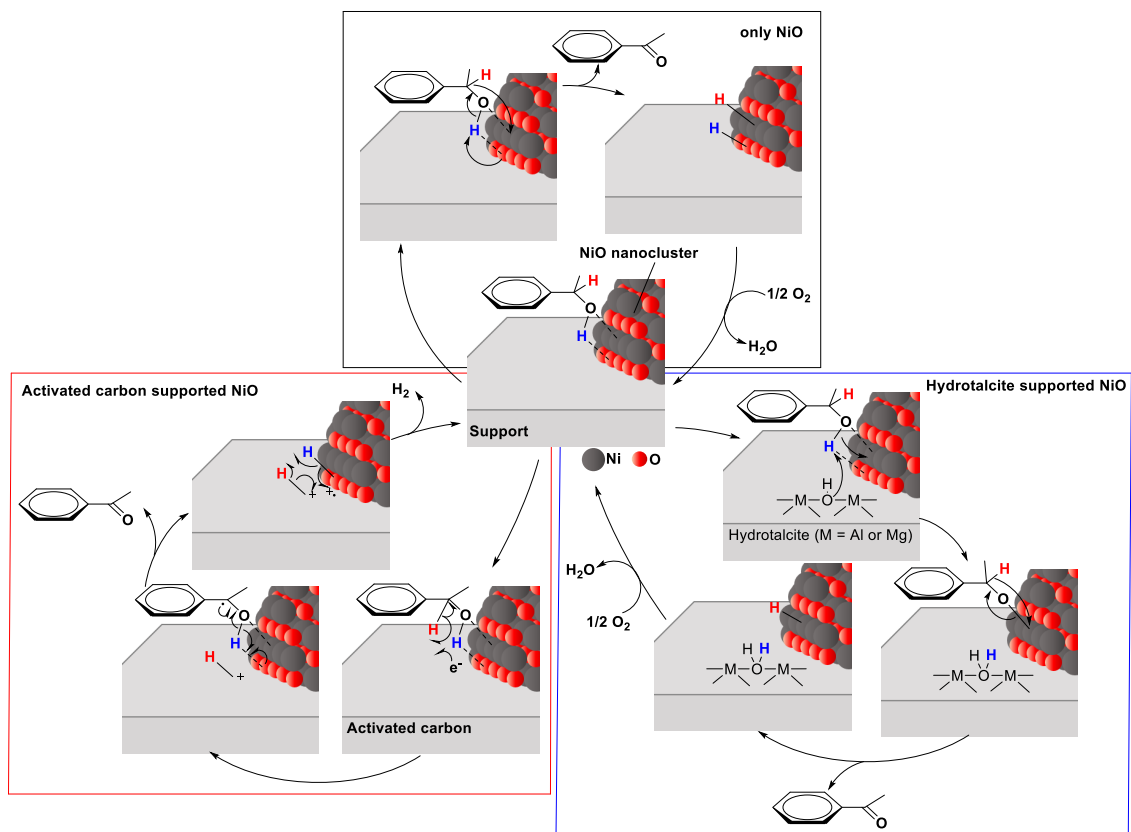 only NiO
O
H
O
H
H
H
NiO nanocluster
H
O
H
1/2 O2
H2O
Support
Ni
O
Activated carbon supported NiO
H2
H
H
+
+.
O
O
H
H
+
O
H
H
e-
Activated carbon
Hydrotalcite supported NiO
H
O
H
H
M O M
Hydrotalcite (M = Al or Mg)
H2O
1/2 O2
H
O
H H
M O M
H
H H
M O M
O